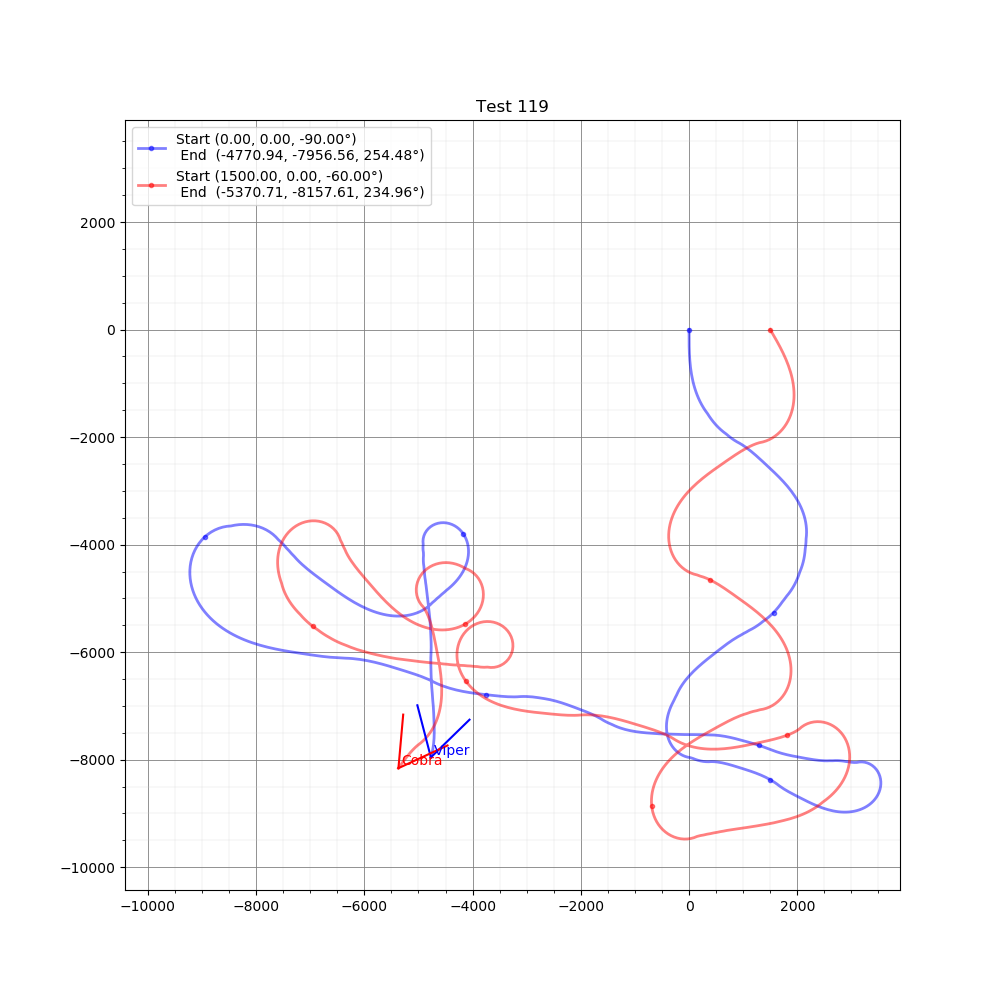 Test 119
Start (0.00, 0.00, -90.00°)
End (-4770.94, -7956.56, 254.48°)
Start (1500.00, 0.00, -60.00°)
End (-5370.71, -8157.61, 234.96°)
2000
0
−2000
−4000
−6000
−8000
−10000
Viper
Cobra
−10000 −8000 −6000 −4000 −2000 0 2000